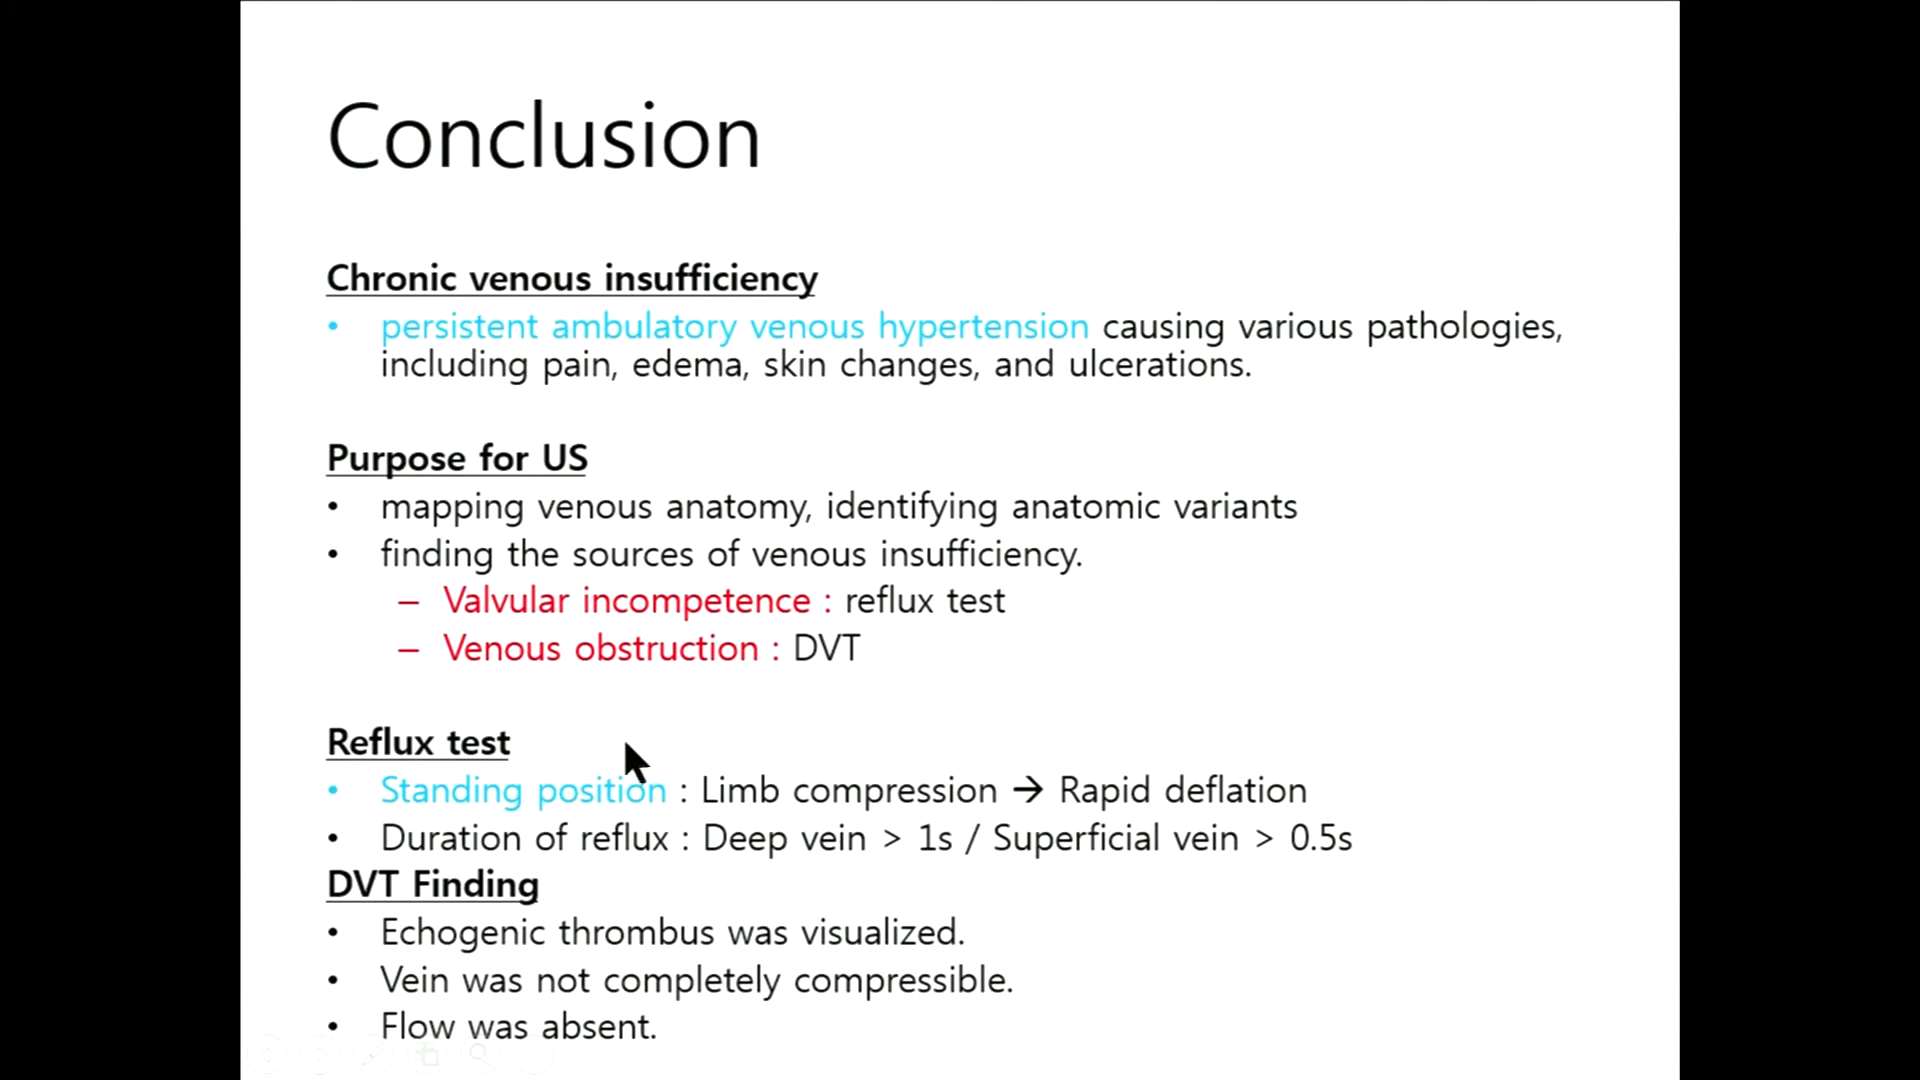 Conclusion
Chronic venous insufficiency
• persistent ambulatory venous hypertension causing various pathologies,
including pain, edema, skin changes, and ulcerations.
Purpose for US
• mapping venous anatomy, identifying anatomic variants
• finding the sources of venous insufficiency.
– Valvular incompetence : reflux test
– Venous obstruction : DVT
Reflux test
• Standing position : Limb compression → Rapid deflation
• Duration of reflux : Deep vein > 1s / Superficial vein > 0.5s
DVT Finding
• Echogenic thrombus was visualized.
• Vein was not completely compressible.
• Flow was absent.